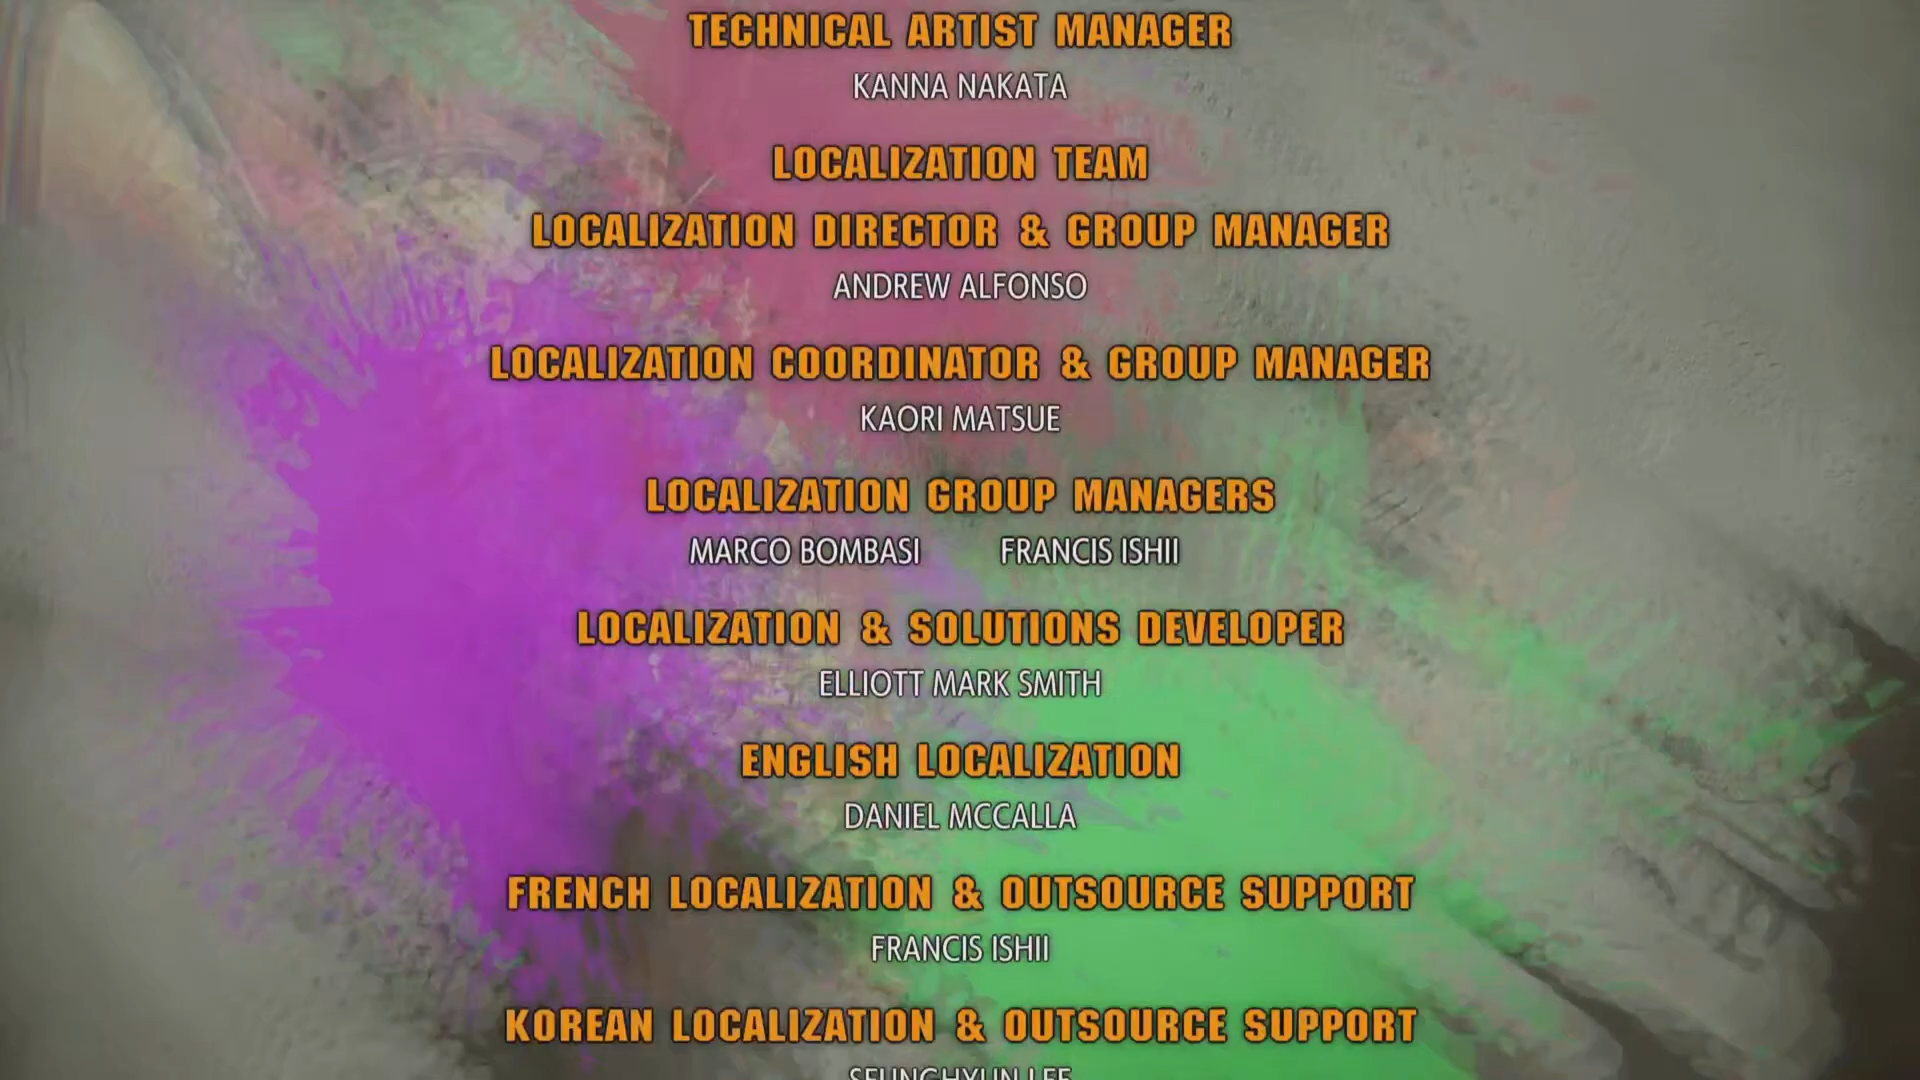 TECHNICAL ARTIST MANAGER
KANNA NAKATA
LOCALIZATION TEAM
LOCALIZATION DIRECTOR & GROUP MANAGER
ANDREW ALFONSO
LOCALIZATION COORDINATOR & GROUP MANAGER
KAORI MATSUE
LOCALIZATION GROUP MANAGERS
MARCO BOMBASI FRANCIS ISHII
LOCALIZATION & SOLUTIONS DEVELOPER
ELLIOTT MARK SMITH
ENGLISH LOCALIZATION
DANIEL MCCALLA
FRENCH LOCALIZATION & OUTSOURCE SUPPORT
FRANCIS ISHII
KOREAN LOCALIZATION & OUTSOURCE SUPPORT
SEUNGHYUN LEE